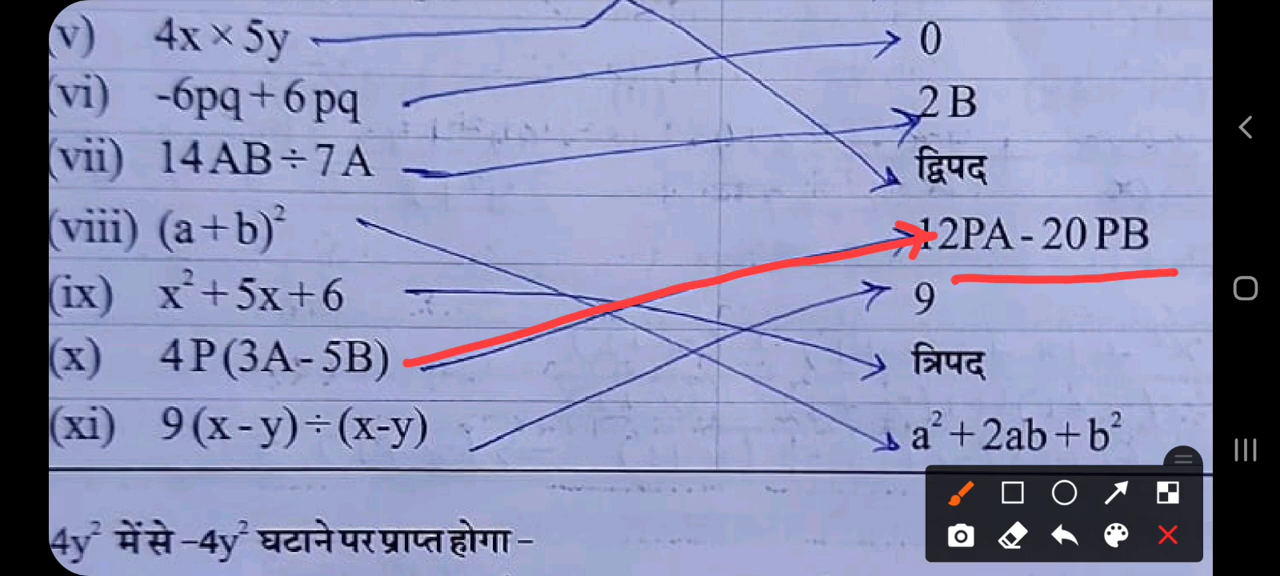 (v) 4x × 5y 0
(vi) -6pq + 6pq 2B
(vii) 14AB ÷ 7A द्विपद
(viii) (a+b)² 12PA - 20PB
(ix) x² + 5x + 6 9
(x) 4P(3A - 5B) त्रिपद
(xi) 9(x - y) ÷ (x-y) a² + 2ab + b²
4y² में से -4y² घटाने पर प्राप्त होगा -